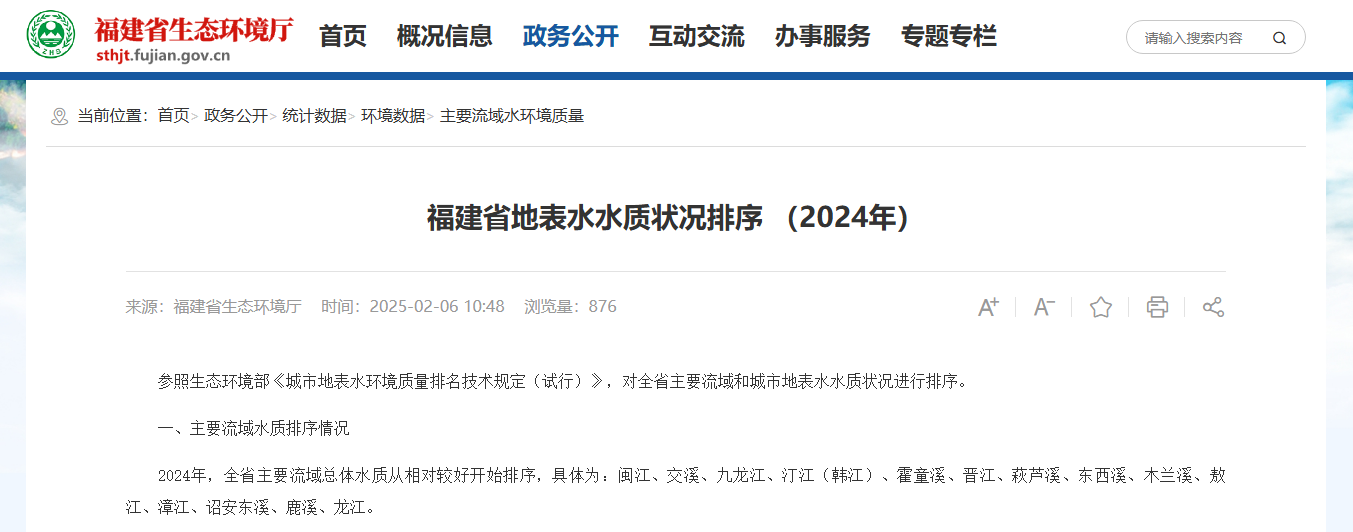 福建省生态环境厅 首页 概况信息 政务公开 互动交流 办事服务 专题专栏 请输入搜索内容
sthjt.fujian.gov.cn
当前位置：首页> 政务公开> 统计数据> 环境数据> 主要流域水环境质量
福建省地表水水质状况排序 （2024年）
来源：福建省生态环境厅 时间：2025-02-06 10:48 浏览量：876 A+ A−
参照生态环境部《城市地表水环境质量排名技术规定（试行）》，对全省主要流域和城市地表水水质状况进行排序。
一、主要流域水质排序情况
2024年，全省主要流域总体水质从相对较好开始排序，具体为：闽江、交溪、九龙江、汀江（韩江）、霍童溪、晋江、萩芦溪、东西溪、木兰溪、敖
江、漳江、诏安东溪、鹿溪、龙江。